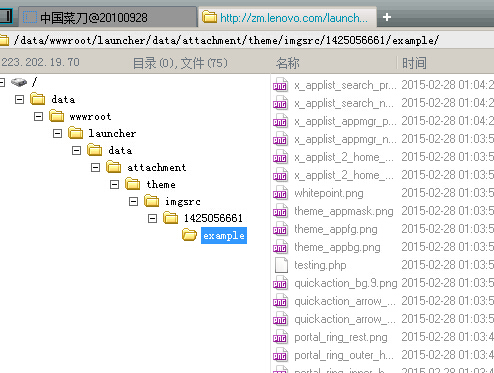 中国菜刀@20100928
http://zm.lenovo.com/launch...
/data/wwwroot/launcher/data/attachment/theme/imgsrc/1425056661/example/
223.202.19.70 目录(0),文件(75) 名称 时间
/
data
wwwroot
launcher
data
attachment
theme
imgsrc
1425056661
example
x_applist_search_pr... 2015-02-28 01:04:2
x_applist_search_n... 2015-02-28 01:04:2
x_applist_appmgr_p... 2015-02-28 01:04:2
x_applist_appmgr_n... 2015-02-28 01:03:5
x_applist_2_home_... 2015-02-28 01:03:5
x_applist_2_home_... 2015-02-28 01:03:5
whitepoint.png 2015-02-28 01:03:5
theme_appmask.png 2015-02-28 01:03:5
theme_appfg.png 2015-02-28 01:03:5
theme_appbg.png 2015-02-28 01:03:5
testing.php 2015-02-28 01:03:5
quickaction_bg.9.png 2015-02-28 01:03:5
quickaction_arrow_... 2015-02-28 01:03:5
quickaction_arrow_... 2015-02-28 01:03:5
portal_ring_rest.png 2015-02-28 01:03:4
portal_ring_outer_h... 2015-02-28 01:03:4
portal_ring_inner_h... 2015-02-28 01:03:4